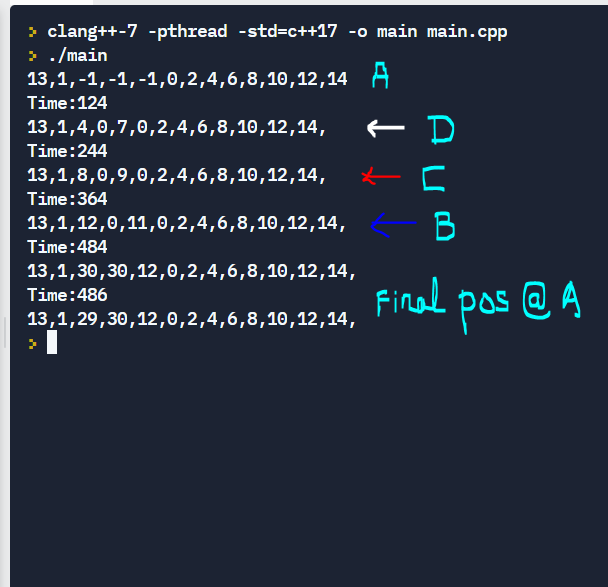 > clang++-7 -pthread -std=c++17 -o main main.cpp
> ./main
13,1,-1,-1,-1,0,2,4,6,8,10,12,14 A
Time:124
13,1,4,0,7,0,2,4,6,8,10,12,14, ← D
Time:244
13,1,8,0,9,0,2,4,6,8,10,12,14, ← C
Time:364
13,1,12,0,11,0,2,4,6,8,10,12,14, ← B
Time:484
13,1,30,30,12,0,2,4,6,8,10,12,14,
Time:486
13,1,29,30,12,0,2,4,6,8,10,12,14, Final pos @ A
>